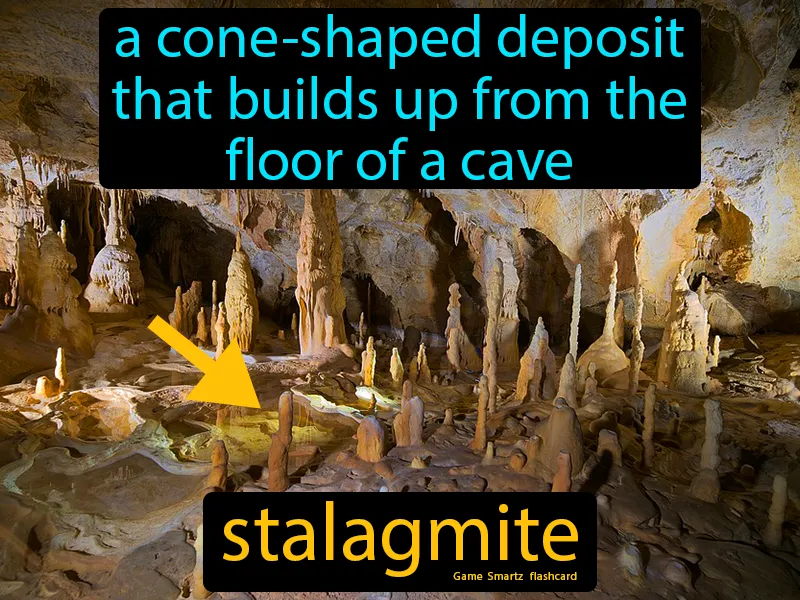 a cone-shaped deposit
that builds up from the
floor of a cave
stalagmite
Game Smartz flashcard